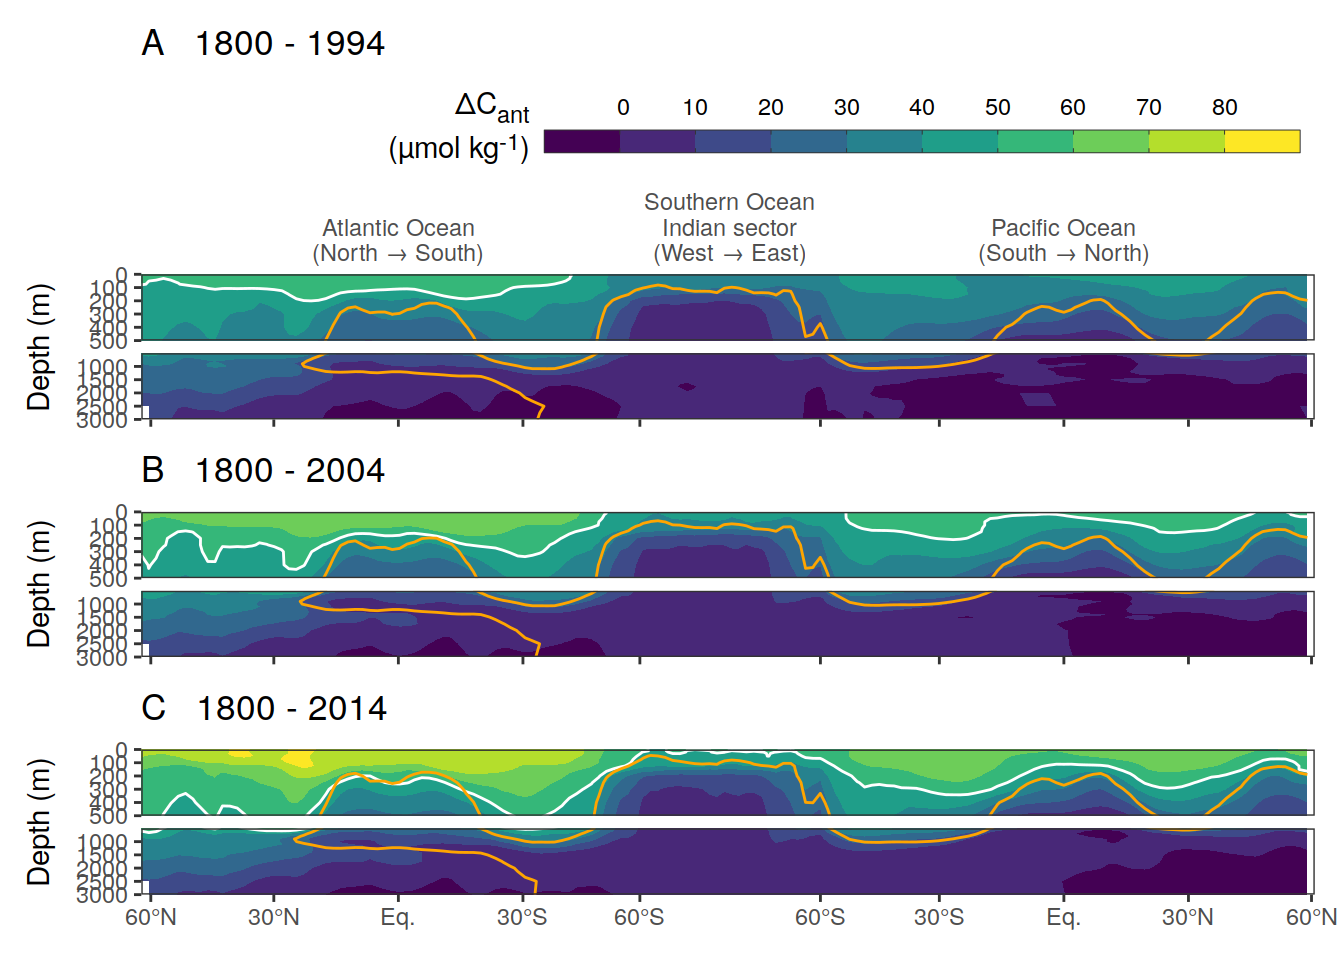 A 1800 - 1994
ΔCant
(μmol kg-1)
0 10 20 30 40 50 60 70 80
Atlantic Ocean
(North → South)
Southern Ocean
Indian sector
(West → East)
Pacific Ocean
(South → North)
Depth (m)
0
100
200
300
400
500
1000
1500
2000
2500
3000
B 1800 - 2004
Depth (m)
0
100
200
300
400
500
1000
1500
2000
2500
3000
C 1800 - 2014
Depth (m)
0
100
200
300
400
500
1000
1500
2000
2500
3000
60°N 30°N Eq. 30°S 60°S 60°S 30°S Eq. 30°N 60°N